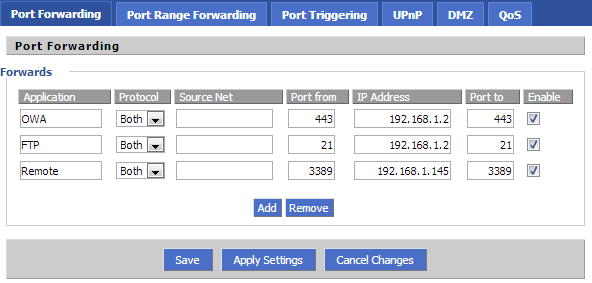 Port Forwarding Port Range Forwarding Port Triggering UPnP DMZ QoS
Port Forwarding
Forwards
Application Protocol Source Net Port from IP Address Port to Enable
OWA Both 443 192.168.1.2 443
FTP Both 21 192.168.1.2 21
Remote Both 3389 192.168.1.145 3389
Add Remove
Save Apply Settings Cancel Changes